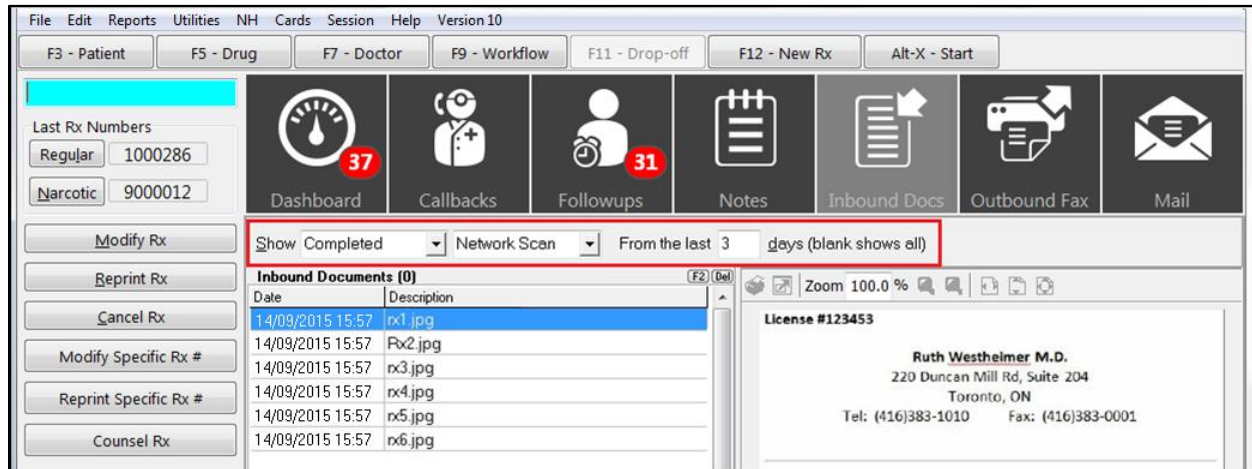 File Edit Reports Utilities NH Cards Session Help Version 10
F3 - Patient F5 - Drug F7 - Doctor F9 - Workflow F11 - Drop-off F12 - New Rx Alt-X - Start
Last Rx Numbers
Regular 1000286
Narcotic 9000012
37
31
Dashboard Callbacks Followups Notes Inbound Docs Outbound Fax Mail
Modify Rx
Reprint Rx
Cancel Rx
Modify Specific Rx #
Reprint Specific Rx #
Counsel Rx
Show Completed Network Scan From the last 3 days (blank shows all)
Inbound Documents (0) F2 Del
Date Description
14/09/2015 15:57 rx1.jpg
14/09/2015 15:57 Rx2.jpg
14/09/2015 15:57 rx3.jpg
14/09/2015 15:57 rx4.jpg
14/09/2015 15:57 rx5.jpg
14/09/2015 15:57 rx6.jpg
Zoom 100.0 %
License #123453
Ruth Westheimer M.D.
220 Duncan Mill Rd, Suite 204
Toronto, ON
Tel: (416)383-1010 Fax: (416)383-0001